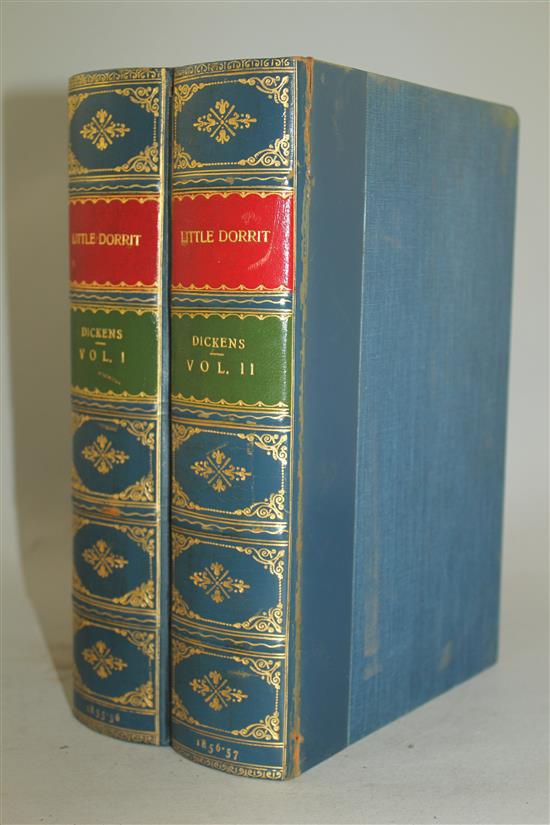 LITTLE DORRIT
DICKENS
VOL. I
1855-56
LITTLE DORRIT
DICKENS
VOL. II
1856-57